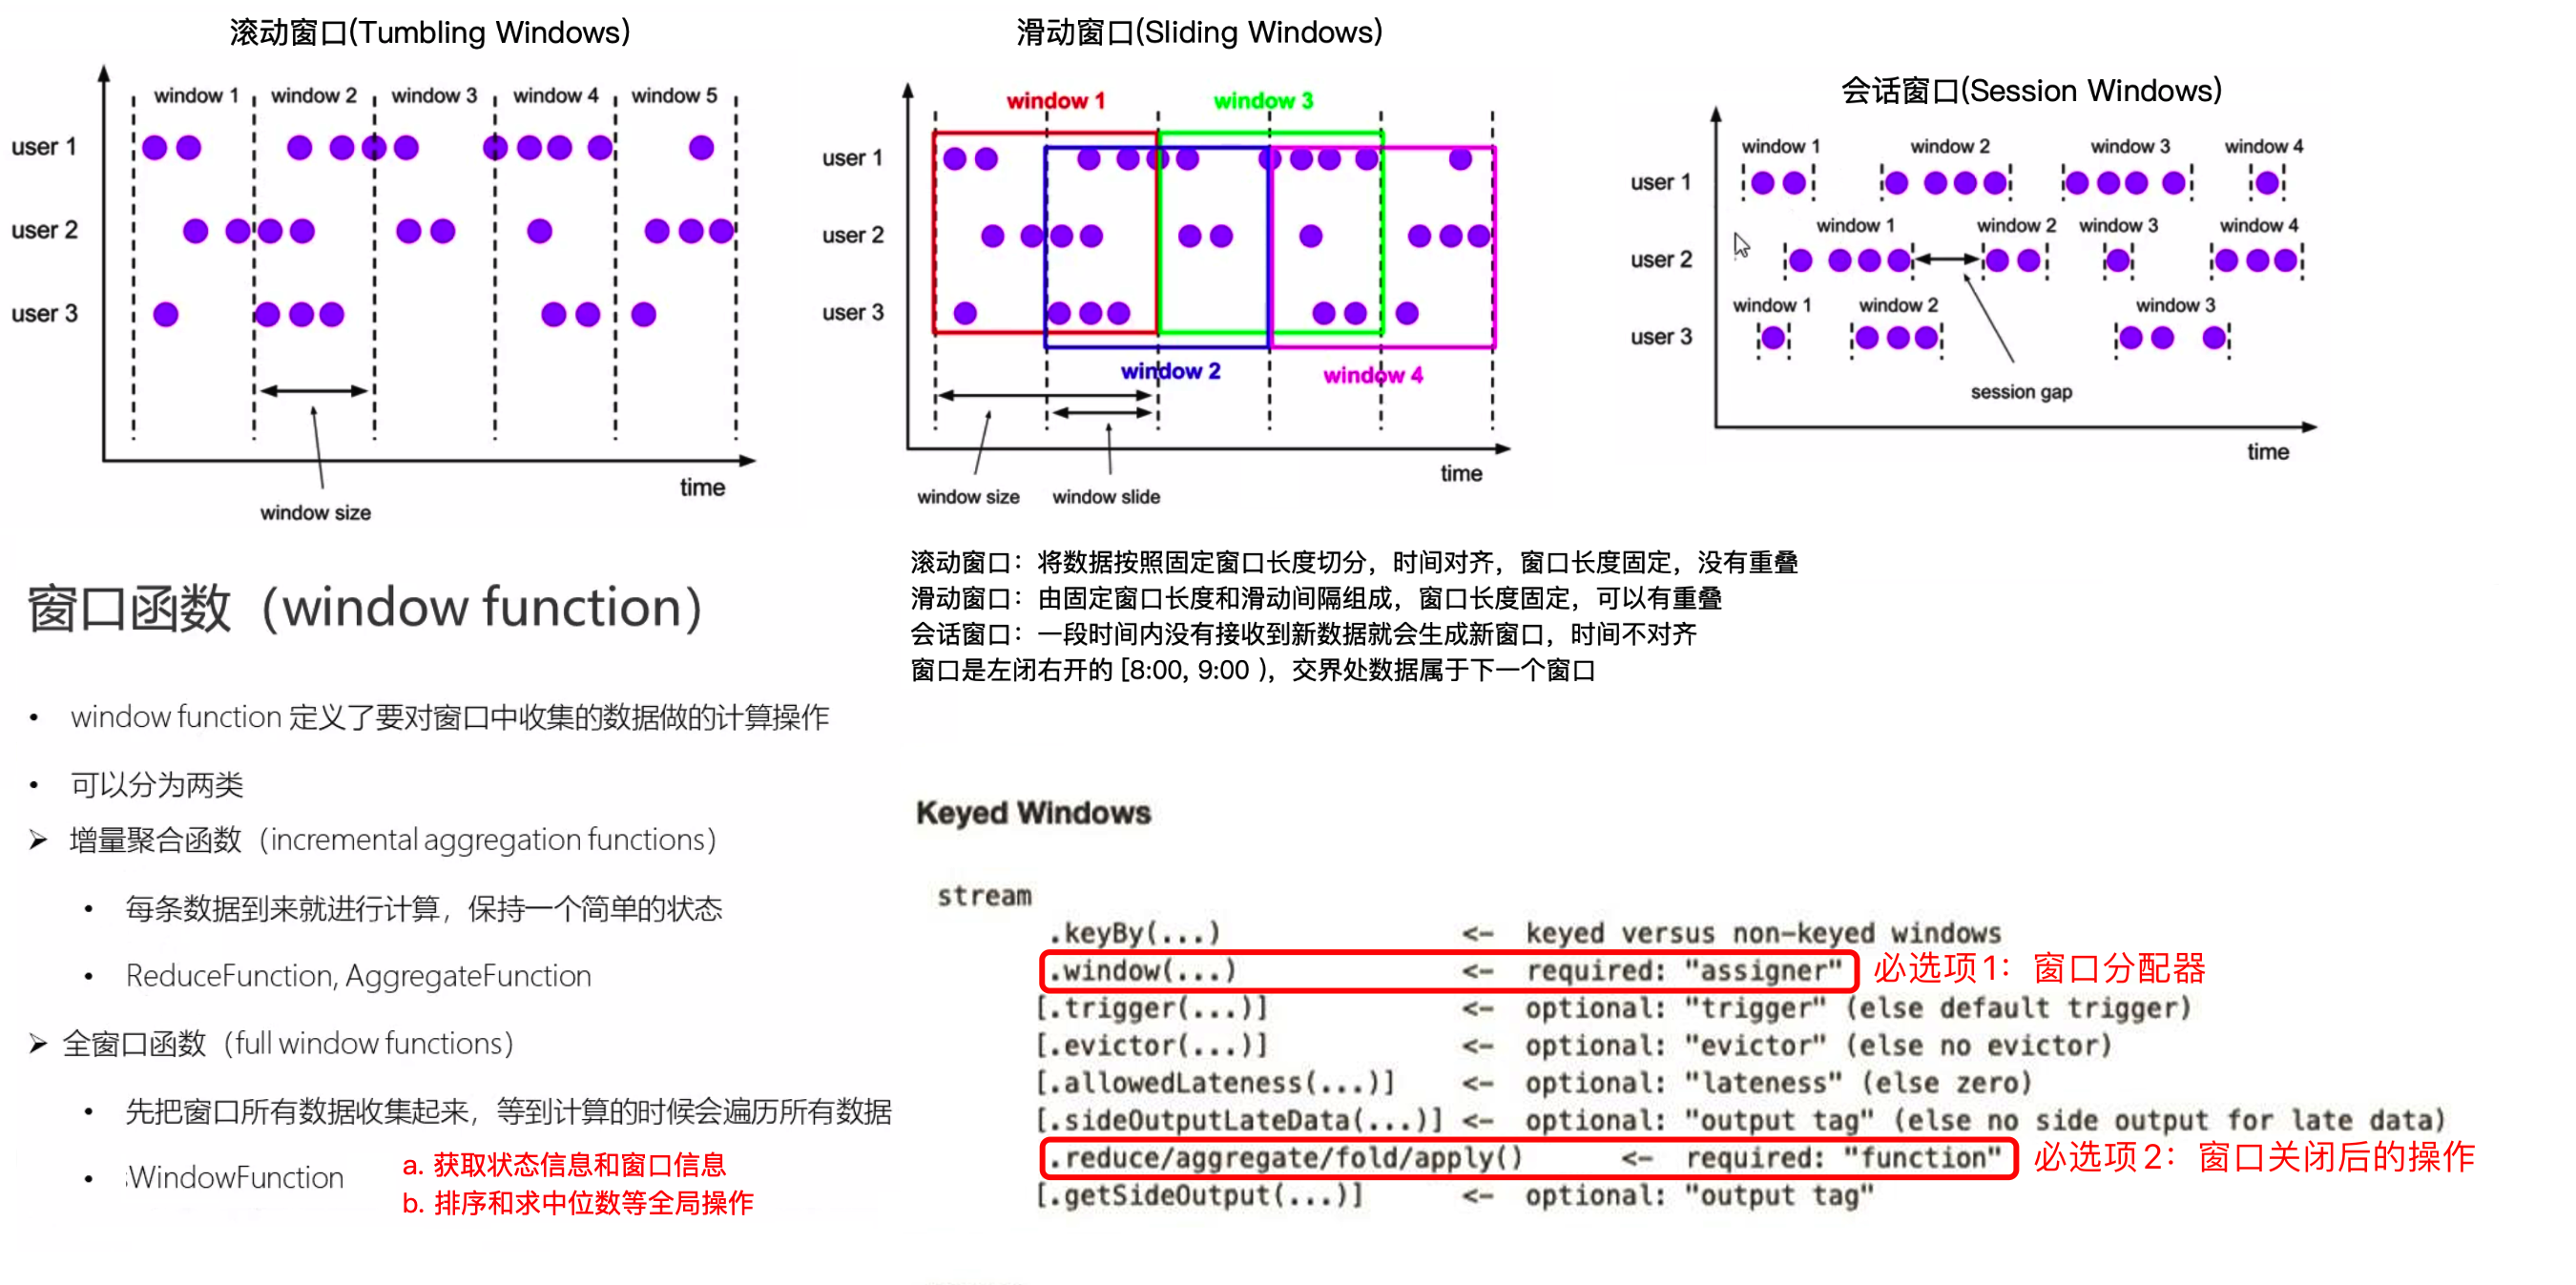 滚动窗口(Tumbling Windows)
window 1 window 2 window 3 window 4 window 5
user 1
user 2
user 3
time
window size
滑动窗口(Sliding Windows)
window 1 window 3
user 1
user 2
user 3
window 2 window 4
time
window size window slide
会话窗口(Session Windows)
window 1 window 2 window 3 window 4
user 1
window 1 window 2 window 3 window 4
user 2
window 1 window 2 window 3
user 3
session gap
time
滚动窗口：将数据按照固定窗口长度切分，时间对齐，窗口长度固定，没有重叠
滑动窗口：由固定窗口长度和滑动间隔组成，窗口长度固定，可以有重叠
会话窗口：一段时间内没有接收到新数据就会生成新窗口，时间不对齐
窗口是左闭右开的 [8:00, 9:00 )，交界处数据属于下一个窗口
窗口函数（window function）
• window function 定义了要对窗口中收集的数据做的计算操作
• 可以分为两类
➢ 增量聚合函数（incremental aggregation functions）
• 每条数据到来就进行计算，保持一个简单的状态
• ReduceFunction, AggregateFunction
➢ 全窗口函数（full window functions）
• 先把窗口所有数据收集起来，等到计算的时候会遍历所有数据
• WindowFunction
a. 获取状态信息和窗口信息
b. 排序和求中位数等全局操作
Keyed Windows
stream
.keyBy(...) <- keyed versus non-keyed windows
.window(...) <- required: "assigner" 必选项1：窗口分配器
[.trigger(...)] <- optional: "trigger" (else default trigger)
[.evictor(...)] <- optional: "evictor" (else no evictor)
[.allowedLateness(...)] <- optional: "lateness" (else zero)
[.sideOutputLateData(...)] <- optional: "output tag" (else no side output for late data)
.reduce/aggregate/fold/apply() <- required: "function" 必选项2：窗口关闭后的操作
[.getSideOutput(...)] <- optional: "output tag"